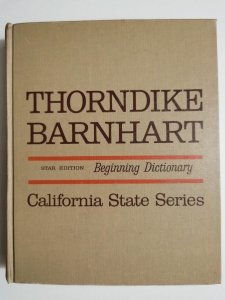 THORNDIKE
BARNHART
STAR EDITION Beginning Dictionary
California State Series